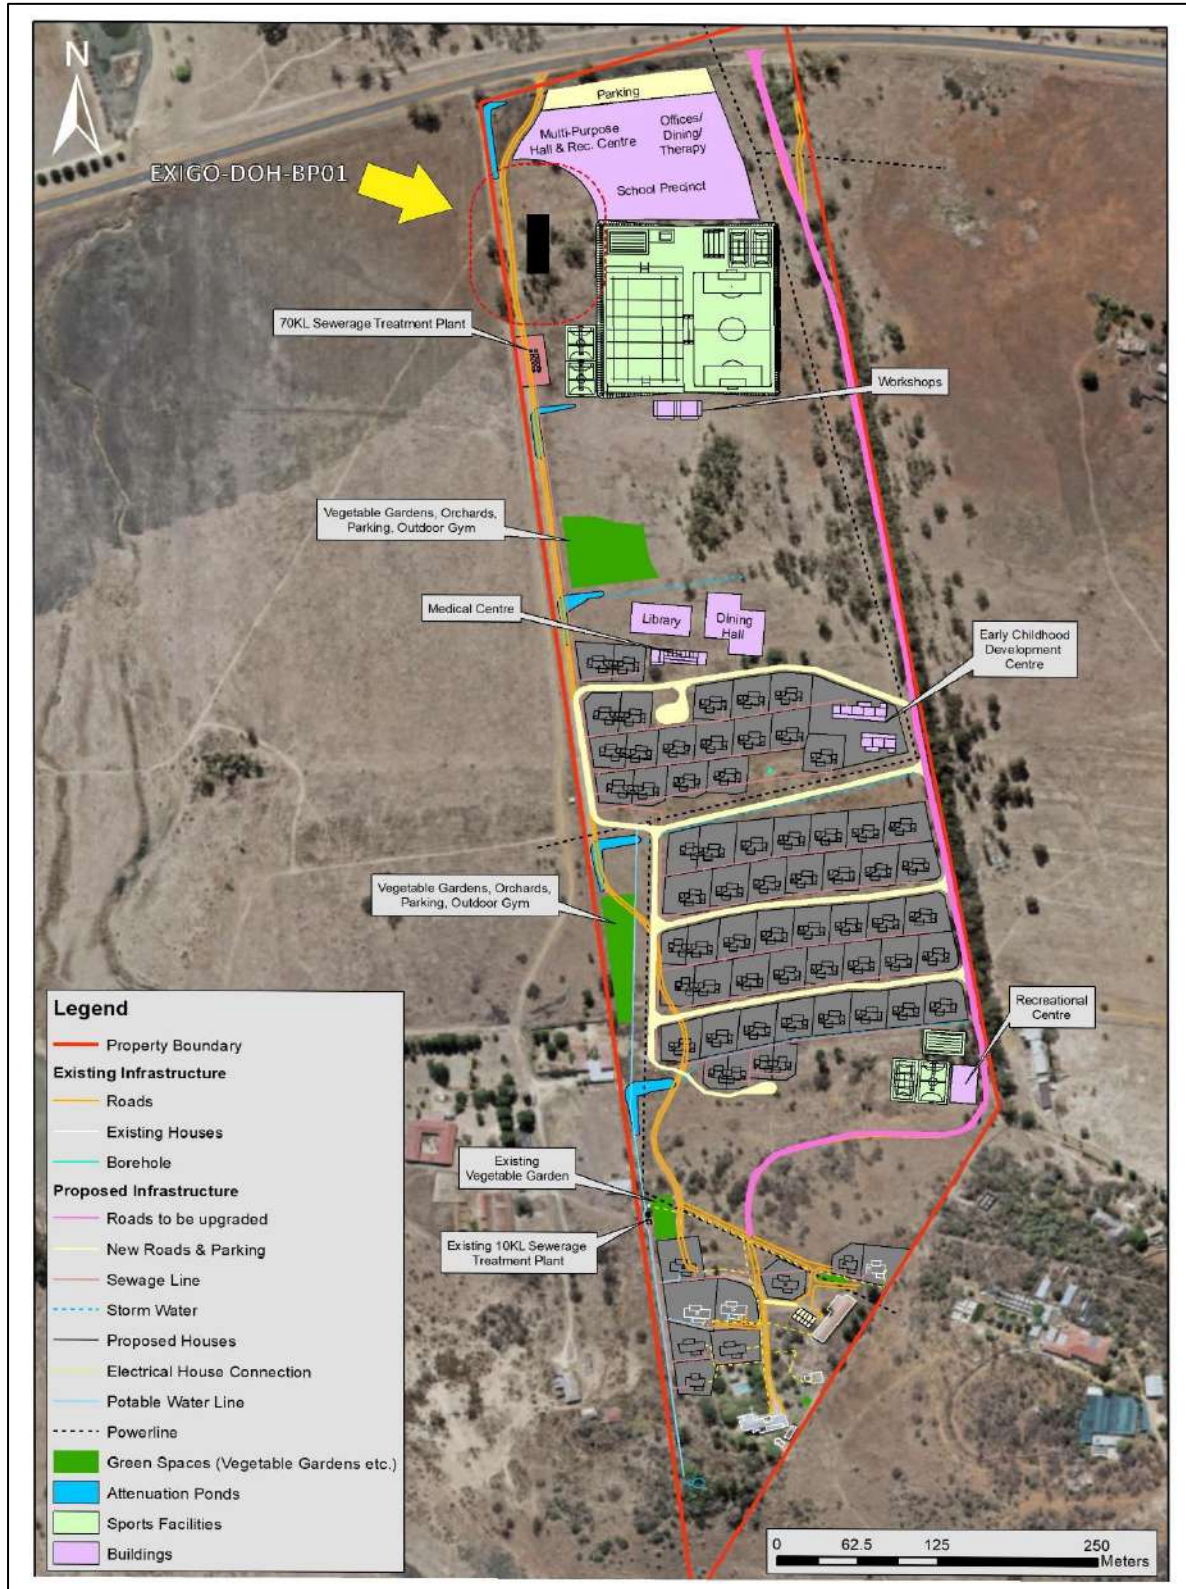 N
Parking
Multi-Purpose
Hall & Rec. Centre
Offices/
Dining/
Therapy
School Precinct
EXIGO-DOH-BP01
70KL Sewerage Treatment Plant
Workshops
Vegetable Gardens, Orchards,
Parking, Outdoor Gym
Medical Centre
Library
Dining
Hall
Early Childhood
Development
Centre
Vegetable Gardens, Orchards,
Parking, Outdoor Gym
Recreational
Centre
Existing
Vegetable Garden
Existing 10KL Sewerage
Treatment Plant
Legend
Property Boundary
Existing Infrastructure
Roads
Existing Houses
Borehole
Proposed Infrastructure
Roads to be upgraded
New Roads & Parking
Sewage Line
Storm Water
Proposed Houses
Electrical House Connection
Potable Water Line
Powerline
Green Spaces (Vegetable Gardens etc.)
Attenuation Ponds
Sports Facilities
Buildings
0 62.5 125 250
Meters